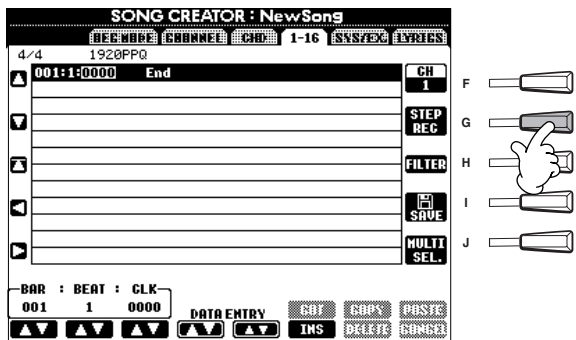 SONG CREATOR : NewSong
REC MODE CHANNEL CHD 1-16 SYS/EX. LYRICS
4/4 1920PPQ
001:1:0000 End
CH
1
F
STEP
REC
G
FILTER
H
SAVE
I
MULTI
SEL.
J
BAR : BEAT : CLK
001 1 0000
DATA ENTRY
CUT COPY PASTE
INS DELETE CANCEL